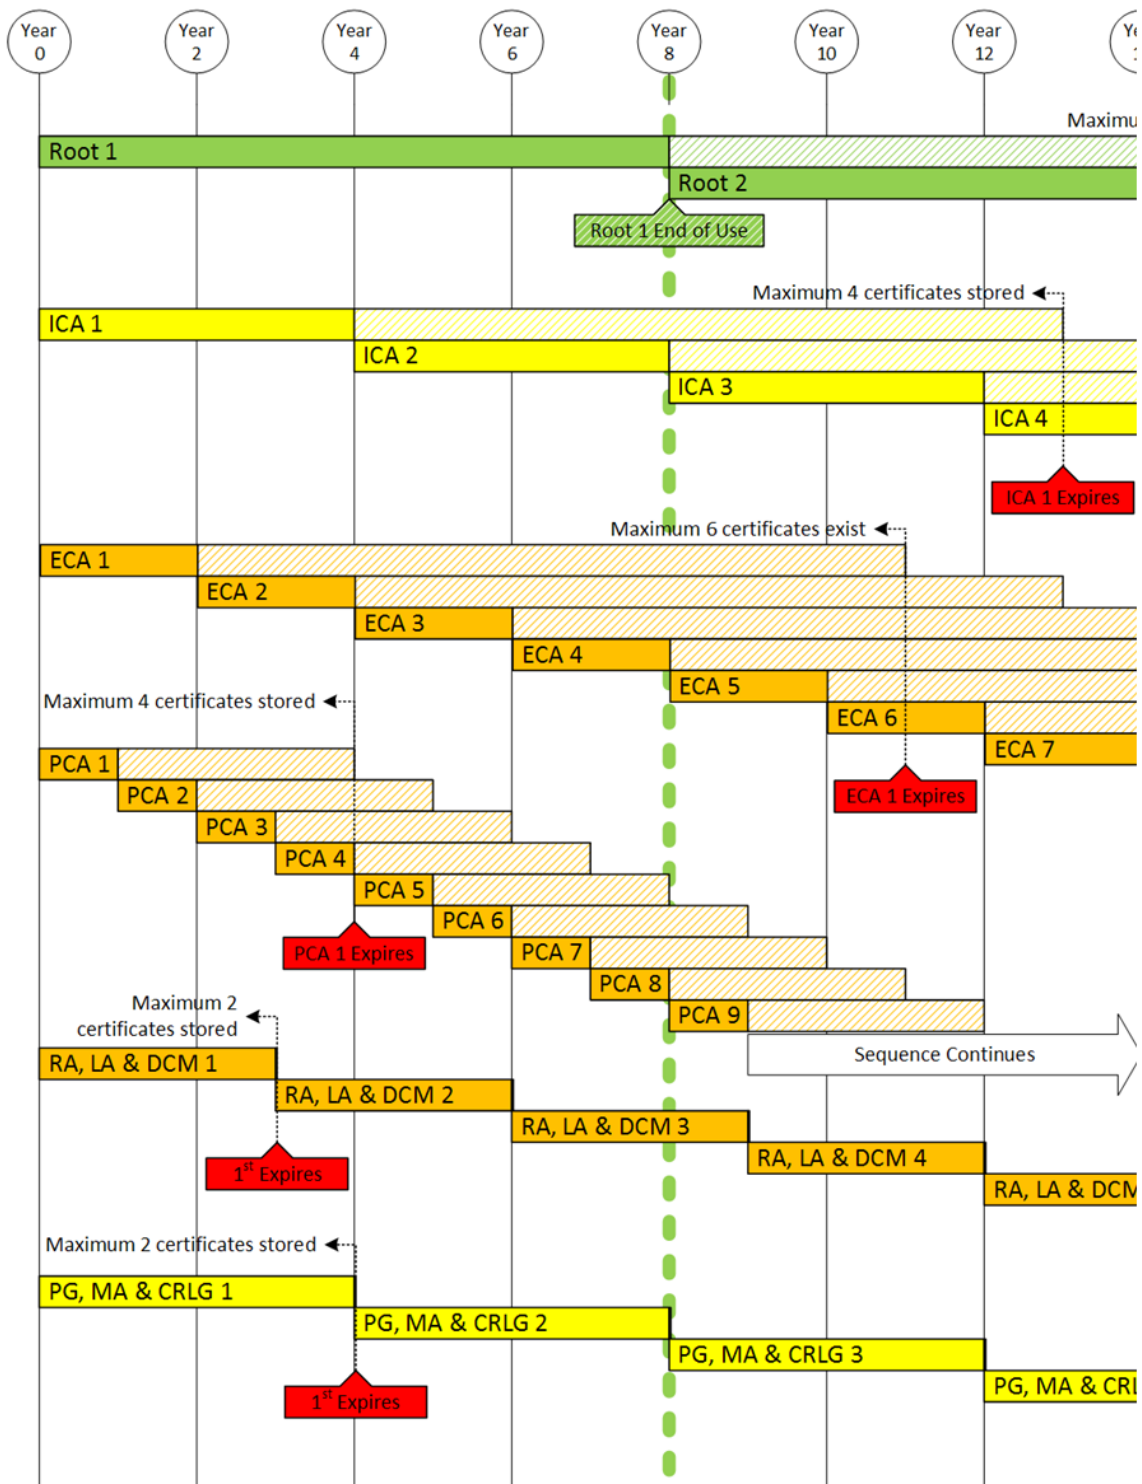 Year
0
Year
2
Year
4
Year
6
Year
8
Year
10
Year
12
Root 1
Root 2
Root 1 End of Use
Maximum 4 certificates stored
ICA 1
ICA 2
ICA 3
ICA 4
ICA 1 Expires
Maximum 6 certificates exist
ECA 1
ECA 2
ECA 3
ECA 4
ECA 5
ECA 6
ECA 7
ECA 1 Expires
Maximum 4 certificates stored
PCA 1
PCA 2
PCA 3
PCA 4
PCA 5
PCA 6
PCA 7
PCA 8
PCA 9
PCA 1 Expires
Sequence Continues
Maximum 2
certificates stored
RA, LA & DCM 1
RA, LA & DCM 2
RA, LA & DCM 3
RA, LA & DCM 4
RA, LA & DCM
1st Expires
Maximum 2 certificates stored
PG, MA & CRLG 1
PG, MA & CRLG 2
PG, MA & CRLG 3
PG, MA & CRL
1st Expires